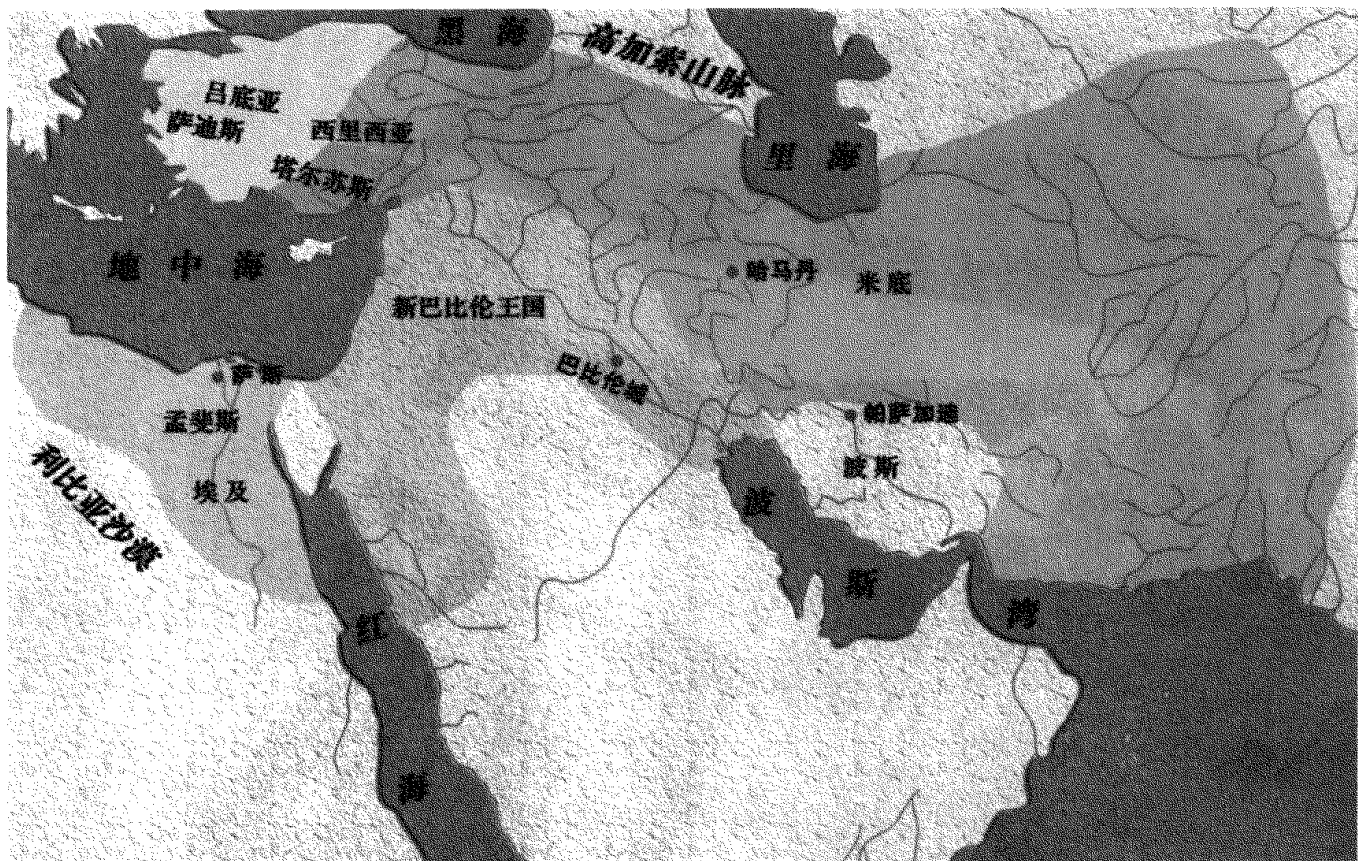 黑海
高加索山脉
吕底亚
萨迪斯
西里西亚
塔尔苏斯
里海
地中海
哈马丹
米底
新巴比伦王国
巴比伦城
萨斯
孟斐斯
帕萨加迪
波斯
利比亚沙漠
埃及
波斯湾
红海